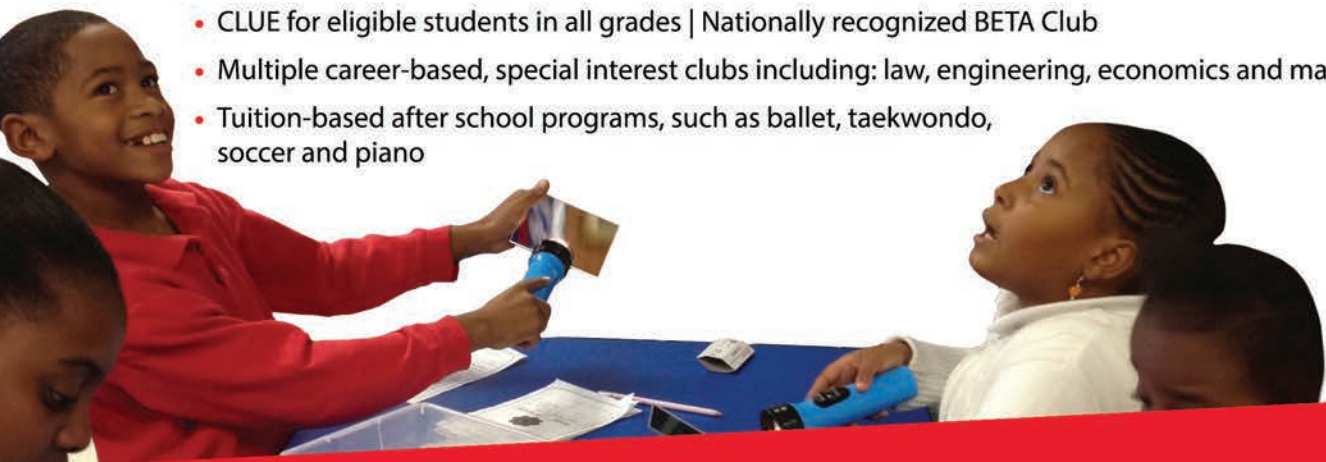 • CLUE for eligible students in all grades | Nationally recognized BETA Club
• Multiple career-based, special interest clubs including: law, engineering, economics and
• Tuition-based after school programs, such as ballet, taekwondo,
soccer and piano